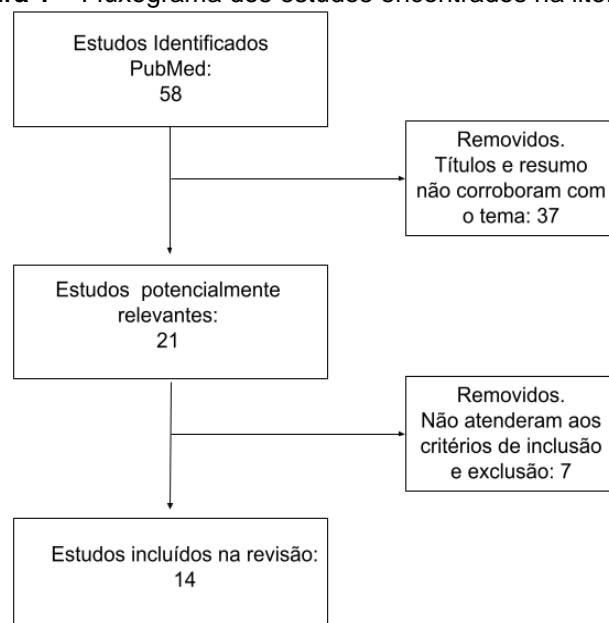 Fluxograma dos estudos encontrados na
Estudos Identificados
PubMed:
58
Removidos.
Títulos e resumo
não corroboram com
o tema: 37
Estudos potencialmente
relevantes:
21
Removidos.
Não atenderam aos
critérios de inclusão
e exclusão: 7
Estudos incluídos na revisão:
14